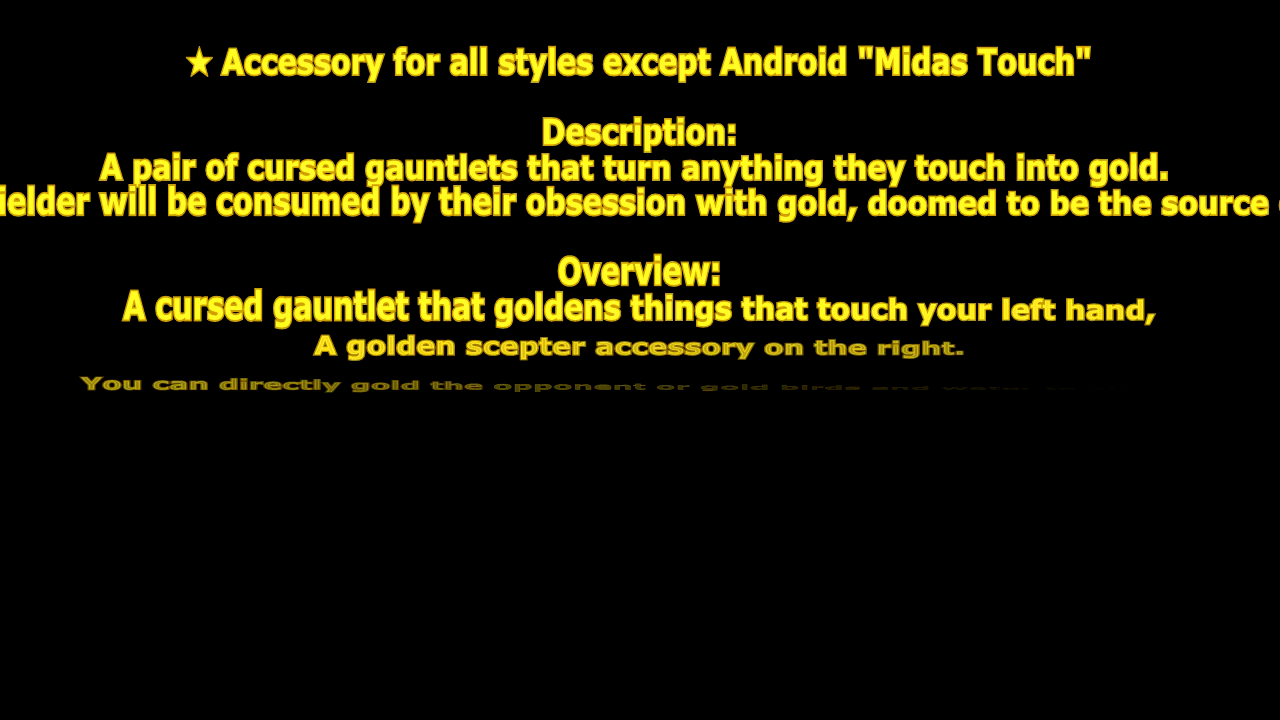 ★ Accessory for all styles except Android "Midas Touch"
Description:
A pair of cursed gauntlets that turn anything they touch into gold.
ielder will be consumed by their obsession with gold, doomed to be the source
Overview:
A cursed gauntlet that goldens things that touch your left hand,
A golden scepter accessory on the right.
You can directly gold the opponent or gold birds and water